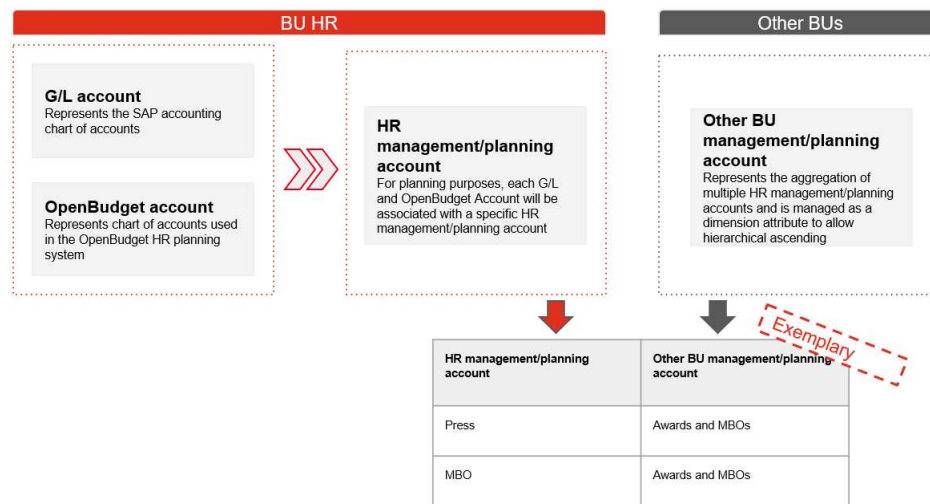 BU HR
Other BUs
G/L account
Represents the SAP accounting
chart of accounts
OpenBudget account
Represents chart of accounts used
in the OpenBudget HR planning
system
HR
management/planning
account
For planning purposes, each G/L
and OpenBudget Account will be
associated with a specific HR
management/planning account
Other BU
management/planning
account
Represents the aggregation of
multiple HR management/planning
accounts and is managed as a
dimension attribute to allow
hierarchical ascending
Exemplary
HR management/planning
account
Other BU management/planning
account
Press
Awards and MBOs
MBO
Awards and MBOs